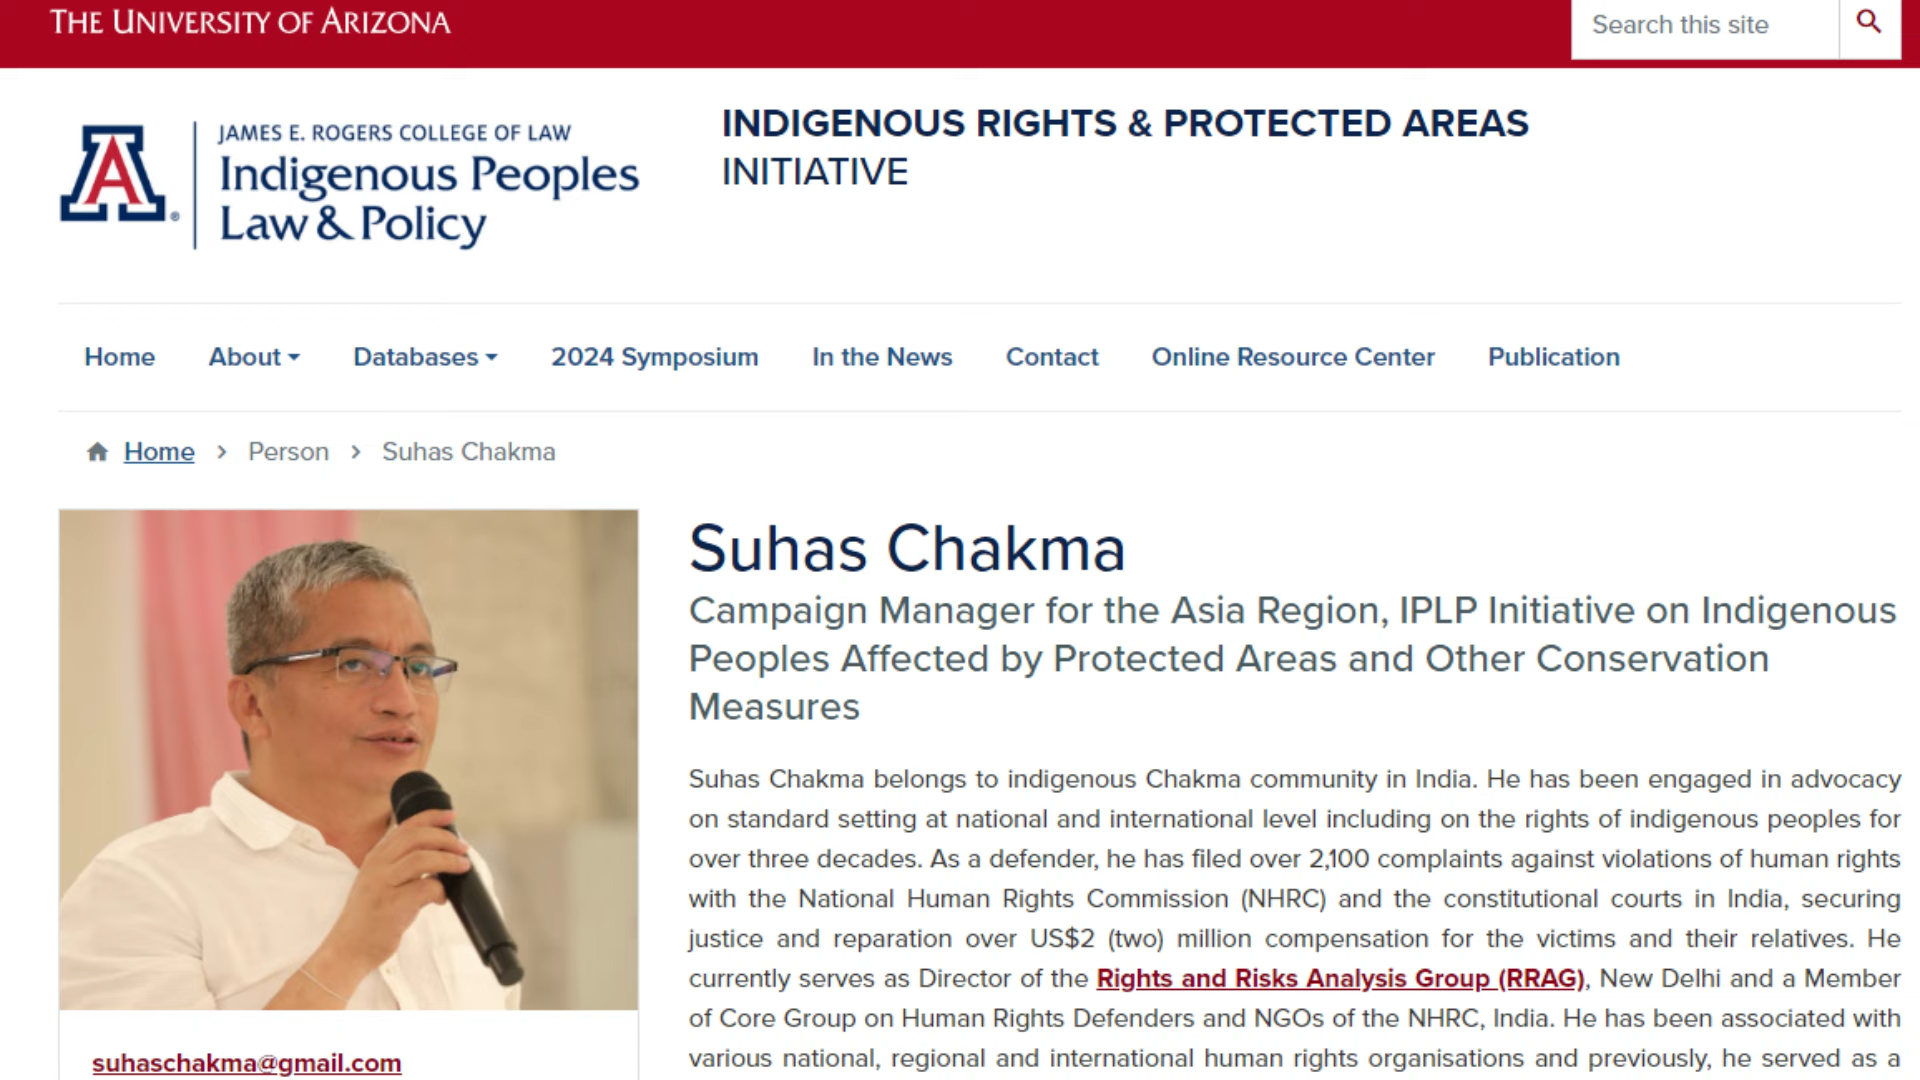 THE UNIVERSITY OF ARIZONA
Search this site
JAMES E. ROGERS COLLEGE OF LAW
Indigenous Peoples
Law & Policy
A
®
INDIGENOUS RIGHTS & PROTECTED AREAS
INITIATIVE
Home About Databases 2024 Symposium In the News Contact Online Resource Center Publication
Home > Person > Suhas Chakma
Suhas Chakma
Campaign Manager for the Asia Region, IPLP Initiative on Indigenous
Peoples Affected by Protected Areas and Other Conservation
Measures
Suhas Chakma belongs to indigenous Chakma community in India. He has been engaged in advocacy
on standard setting at national and international level including on the rights of indigenous peoples for
over three decades. As a defender, he has filed over 2,100 complaints against violations of human rights
with the National Human Rights Commission (NHRC) and the constitutional courts in India, securing
justice and reparation over US$2 (two) million compensation for the victims and their relatives. He
currently serves as Director of the Rights and Risks Analysis Group (RRAG), New Delhi and a Member
of Core Group on Human Rights Defenders and NGOs of the NHRC, India. He has been associated with
various national, regional and international human rights organisations and previously, he served as a
suhaschakma@gmail.com